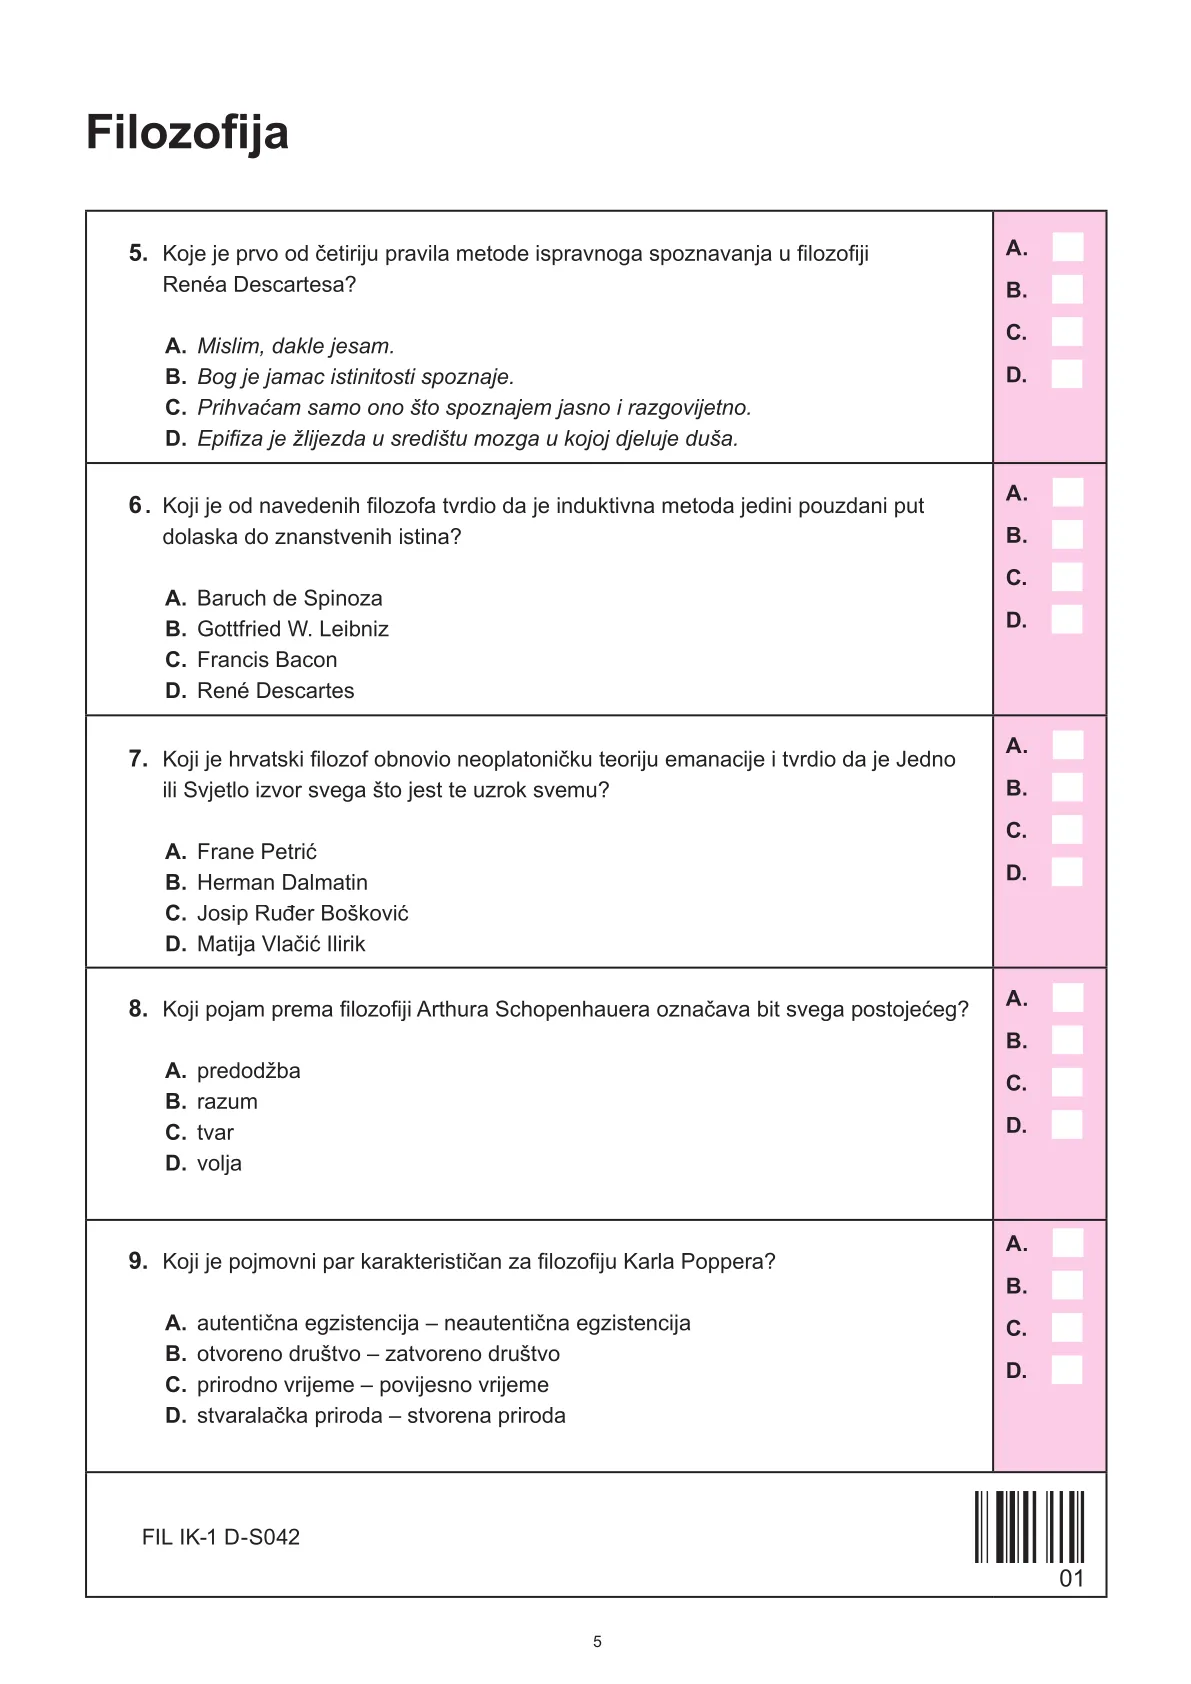 Filozofija
5. Koje je prvo od četiriju pravila metode ispravnoga spoznavanja u filozofiji
Renéa Descartesa?
A. Mislim, dakle jesam.
B. Bog je jamac istinitosti spoznaje.
C. Prihvaćam samo ono što spoznajem jasno i razgovijetno.
D. Epifiza je žlijezda u središtu mozga u kojoj djeluje duša.
A.
B.
C.
D.
6. Koji je od navedenih filozofa tvrdio da je induktivna metoda jedini pouzdani put
dolaska do znanstvenih istina?
A. Baruch de Spinoza
B. Gottfried W. Leibniz
C. Francis Bacon
D. René Descartes
A.
B.
C.
D.
7. Koji je hrvatski filozof obnovio neoplatoničku teoriju emanacije i tvrdio da je Jedno
ili Svjetlo izvor svega što jest te uzrok svemu?
A. Frane Petrić
B. Herman Dalmatin
C. Josip Ruđer Bošković
D. Matija Vlačić Ilirik
A.
B.
C.
D.
8. Koji pojam prema filozofiji Arthura Schopenhauera označava bit svega postojećeg?
A. predodžba
B. razum
C. tvar
D. volja
A.
B.
C.
D.
9. Koji je pojmovni par karakterističan za filozofiju Karla Poppera?
A. autentična egzistencija – neautentična egzistencija
B. otvoreno društvo – zatvoreno društvo
C. prirodno vrijeme – povijesno vrijeme
D. stvaralačka priroda – stvorena priroda
A.
B.
C.
D.
FIL IK-1 D-S042
01
5